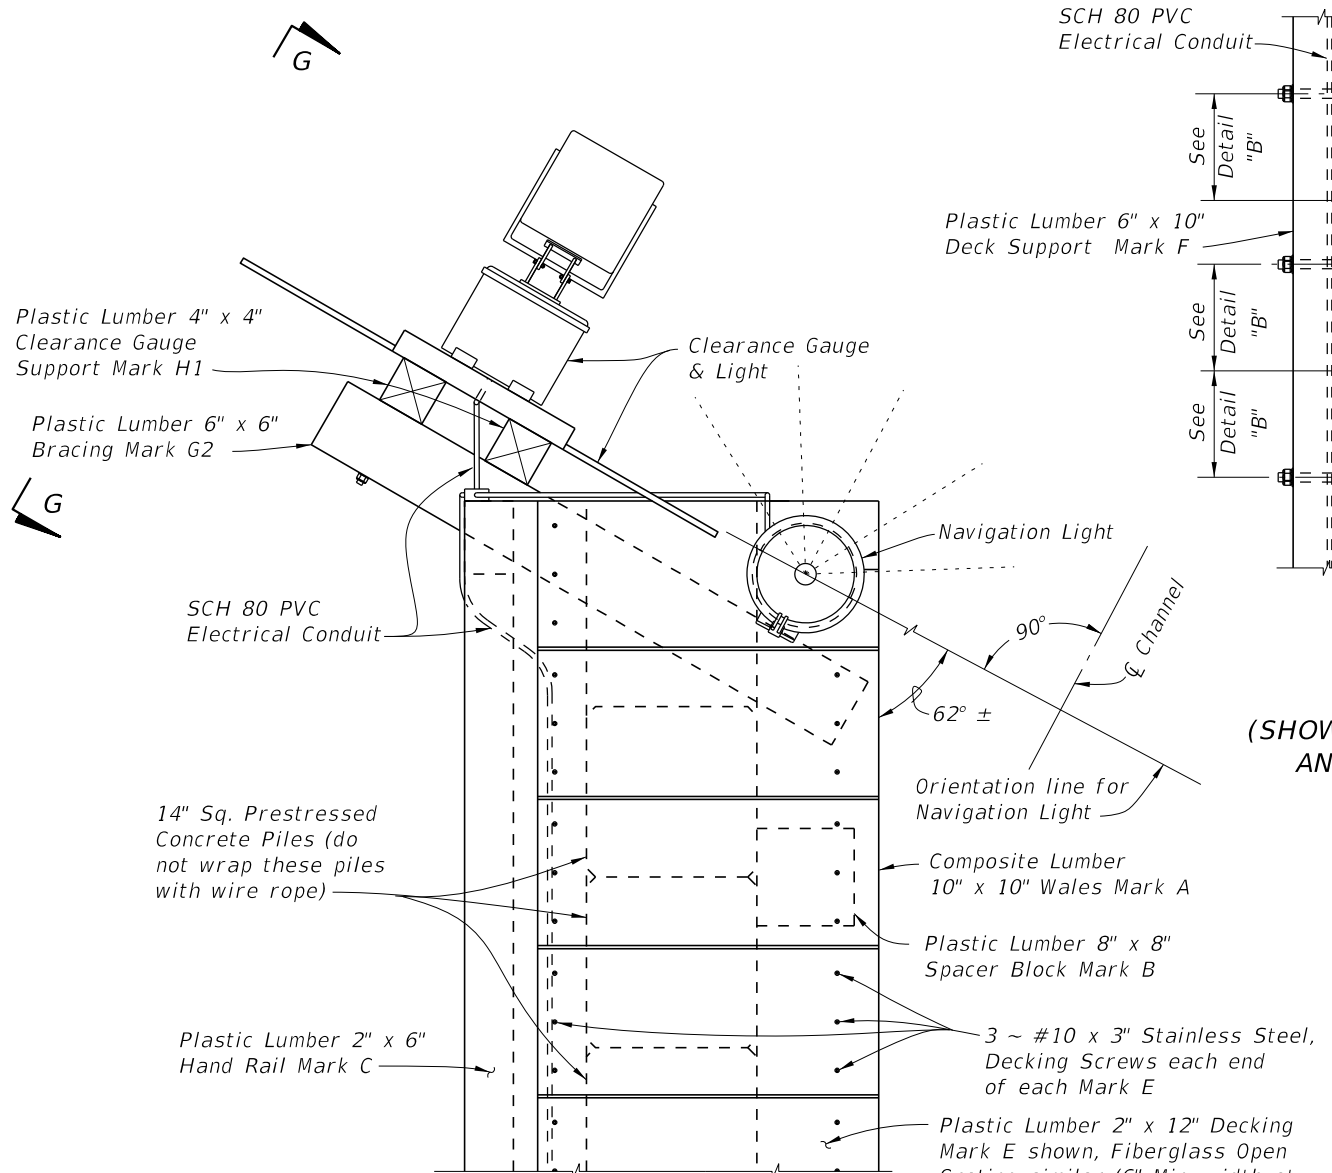 G
SCH 80 PVC
Electrical Conduit
See
Detail
"B"
Plastic Lumber 6" x 10"
Deck Support Mark F
See
Detail
"B"
See
Detail
"B"
Plastic Lumber 4" x 4"
Clearance Gauge
Support Mark H1
Clearance Gauge
& Light
Plastic Lumber 6" x 6"
Bracing Mark G2
G
Navigation Light
SCH 80 PVC
Electrical Conduit
90°
℄ Channel
62° ±
(SHOW
AN
Orientation line for
Navigation Light
14" Sq. Prestressed
Concrete Piles (do
not wrap these piles
with wire rope)
Composite Lumber
10" x 10" Wales Mark A
Plastic Lumber 8" x 8"
Spacer Block Mark B
Plastic Lumber 2" x 6"
Hand Rail Mark C
3 ~ #10 x 3" Stainless Steel,
Decking Screws each end
of each Mark E
Plastic Lumber 2" x 12" Decking
Mark E shown, Fiberglass Open